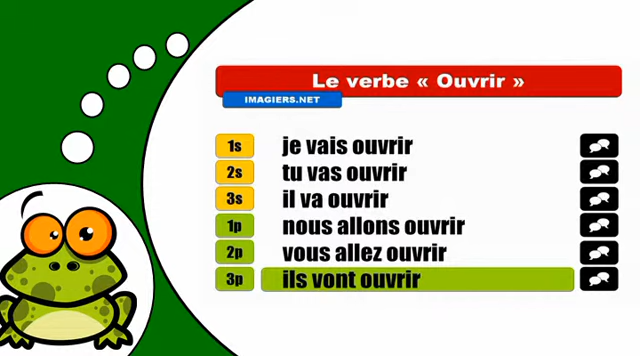 Le verbe « Ouvrir »
IMAGIERS.NET
1s je vais ouvrir
2s tu vas ouvrir
3s il va ouvrir
1p nous allons ouvrir
2p vous allez ouvrir
3p ils vont ouvrir